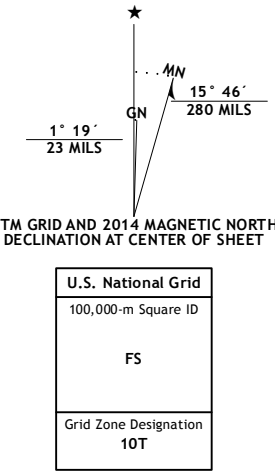 MN
GN
15° 46´
280 MILS
1° 19´
23 MILS
TM GRID AND 2014 MAGNETIC NORTH
DECLINATION AT CENTER OF SHEET
U.S. National Grid
100,000-m Square ID
FS
Grid Zone Designation
10T